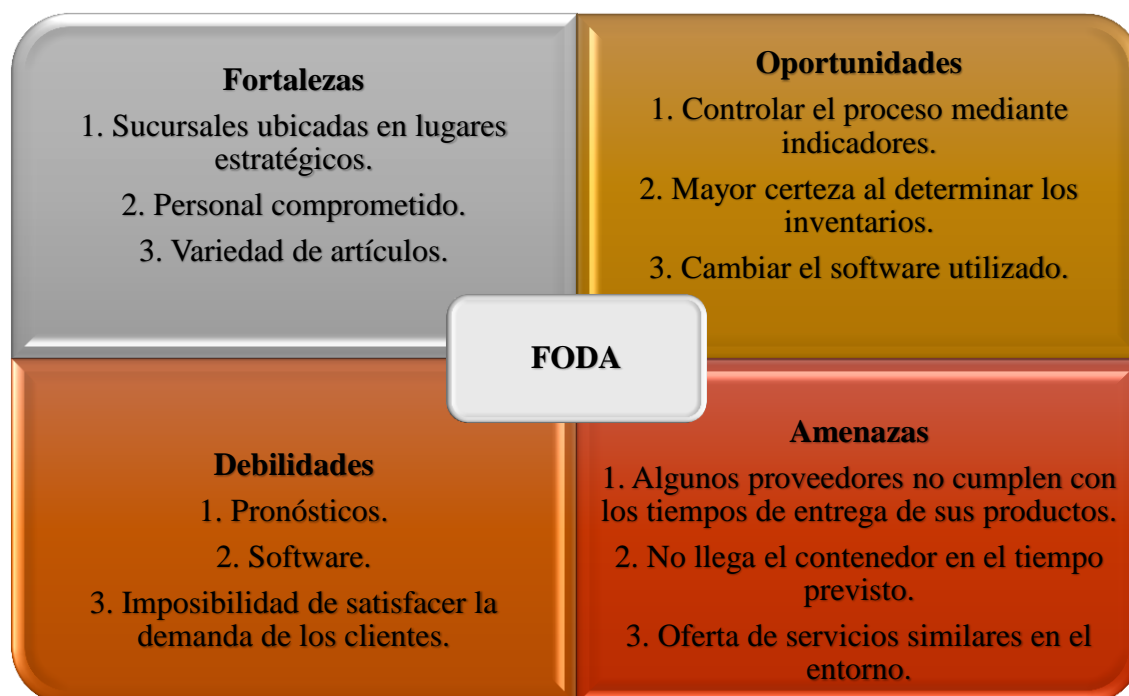 Fortalezas
1. Sucursales ubicadas en lugares
estratégicos.
2. Personal comprometido.
3. Variedad de artículos.
Oportunidades
1. Controlar el proceso mediante
indicadores.
2. Mayor certeza al determinar los
inventarios.
3. Cambiar el software utilizado.
FODA
Debilidades
1. Pronósticos.
2. Software.
3. Imposibilidad de satisfacer la
demanda de los clientes.
Amenazas
1. Algunos proveedores no cumplen con
los tiempos de entrega de sus productos.
2. No llega el contenedor en el tiempo
previsto.
3. Oferta de servicios similares en el
entorno.